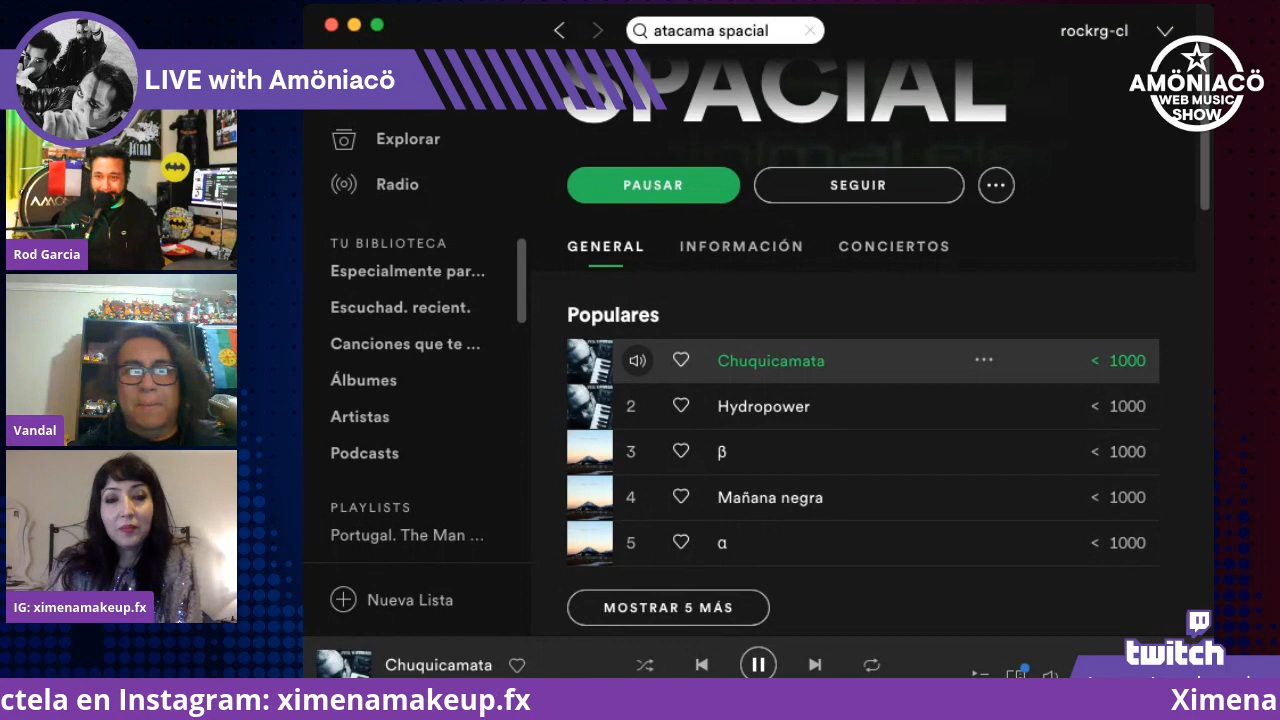 LIVE with Amöniacö
atacama spacial
rockrg-cl
AMÖNIACÖ
WEB MUSIC
SHOW
SPACIAL
Explorar
Radio
PAUSAR
SEGUIR
TU BIBLIOTECA
Especialmente par...
Escuchad. recient.
Canciones que te ...
Álbumes
Artistas
Podcasts
PLAYLISTS
Portugal. The Man ...
Nueva Lista
GENERAL
INFORMACIÓN
CONCIERTOS
Populares
Chuquicamata
< 1000
2 Hydropower < 1000
3 β < 1000
4 Mañana negra < 1000
5 α < 1000
MOSTRAR 5 MÁS
Chuquicamata
Rod Garcia
Vandal
IG: ximenamakeup.fx
twitch
ctela en Instagram: ximenamakeup.fx
Ximena